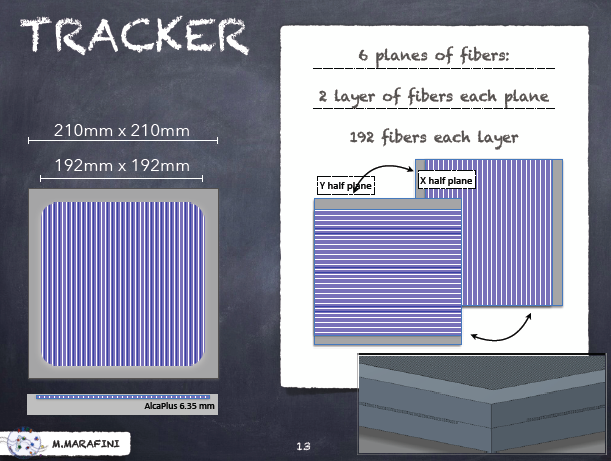 TRACKER
6 planes of fibers:
2 layer of fibers each plane
192 fibers each layer
210mm x 210mm
192mm x 192mm
Y half plane
X half plane
AlcaPlus 6.35 mm
M.MARAFINI
13